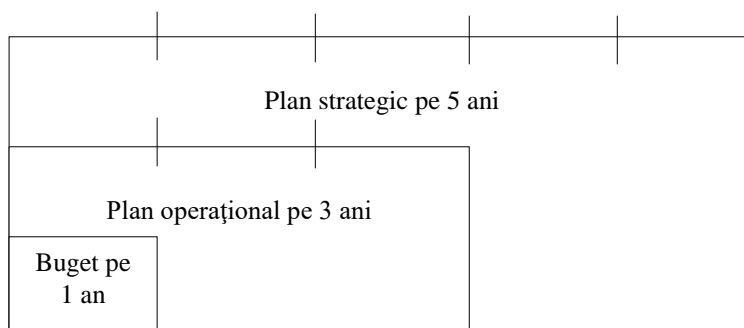 Plan strategic pe 5 ani
Plan operaţional pe 3 ani
Buget pe
1 an